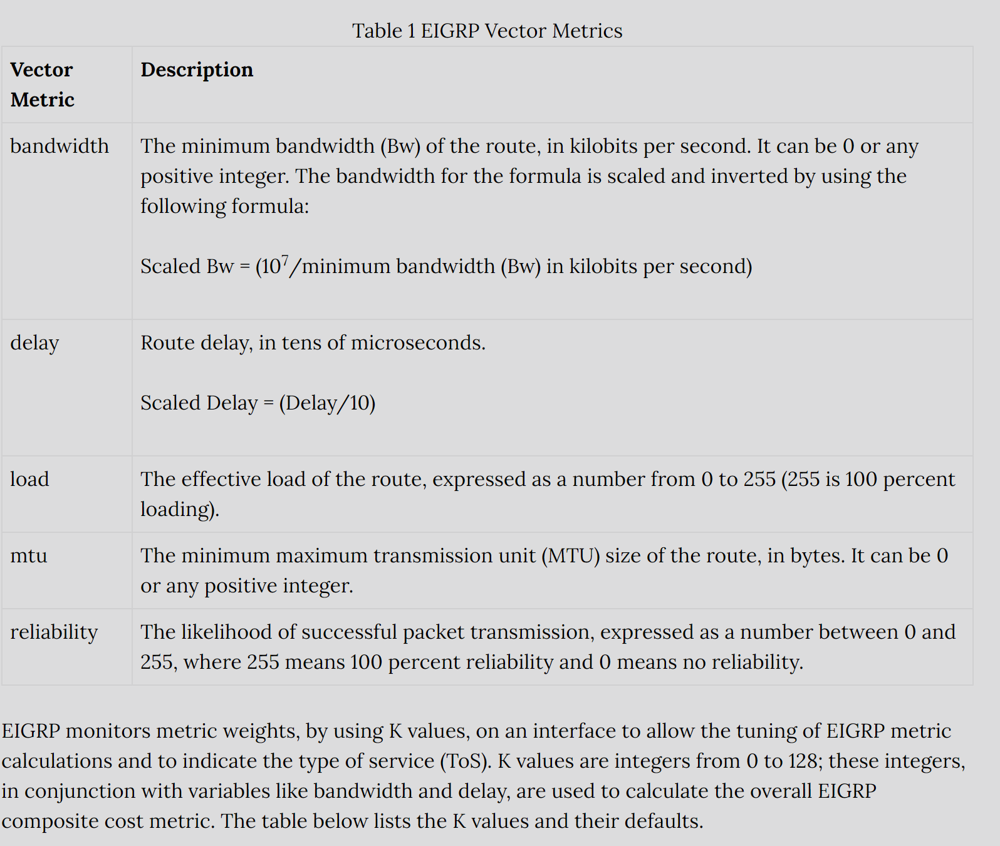 Table 1 EIGRP Vector Metrics
Vector
Metric
Description
bandwidth
The minimum bandwidth (Bw) of the route, in kilobits per second. It can be 0 or any
positive integer. The bandwidth for the formula is scaled and inverted by using the
following formula:
Scaled Bw = (10⁷/minimum bandwidth (Bw) in kilobits per second)
delay
Route delay, in tens of microseconds.
Scaled Delay = (Delay/10)
load
The effective load of the route, expressed as a number from 0 to 255 (255 is 100 percent
loading).
mtu
The minimum maximum transmission unit (MTU) size of the route, in bytes. It can be 0
or any positive integer.
reliability
The likelihood of successful packet transmission, expressed as a number between 0 and
255, where 255 means 100 percent reliability and 0 means no reliability.
EIGRP monitors metric weights, by using K values, on an interface to allow the tuning of EIGRP metric
calculations and to indicate the type of service (ToS). K values are integers from 0 to 128; these integers,
in conjunction with variables like bandwidth and delay, are used to calculate the overall EIGRP
composite cost metric. The table below lists the K values and their defaults.